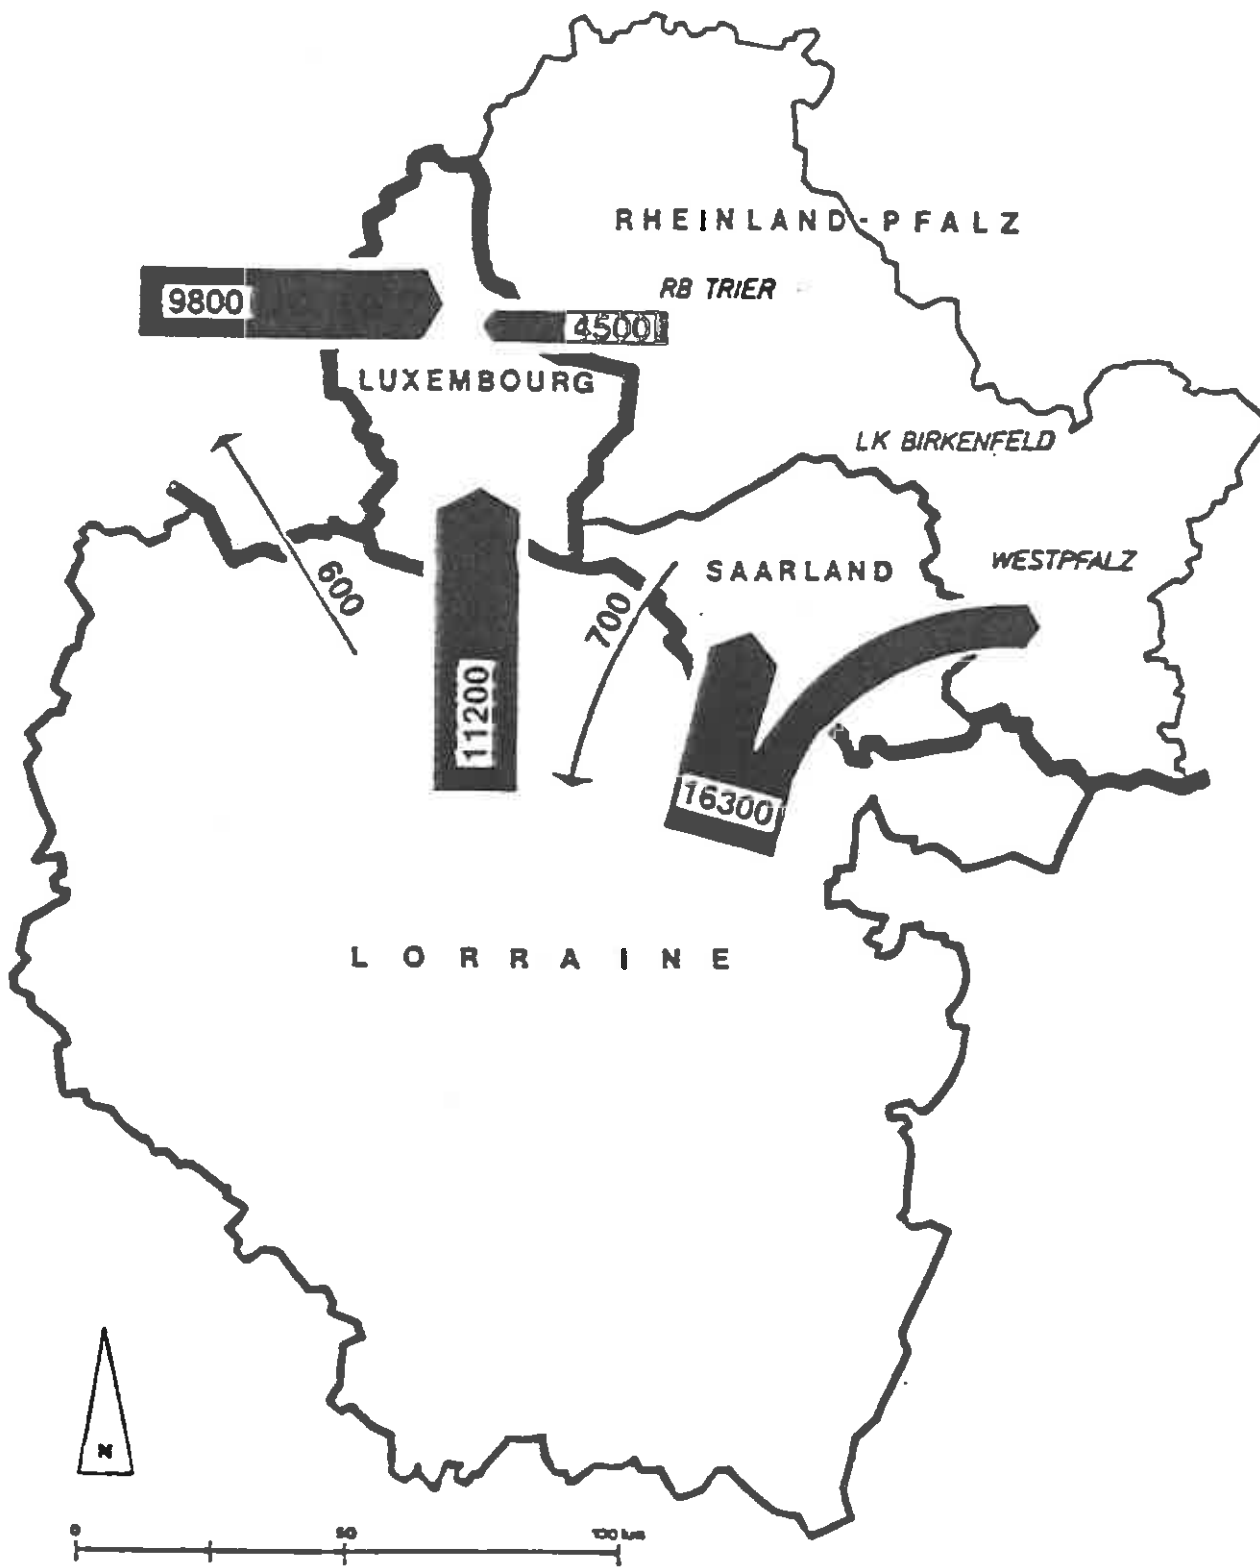 RHEINLAND-PFALZ
RB TRIER
9800
4500
LUXEMBOURG
LK BIRKENFELD
WESTPFALZ
SAARLAND
600
700
11200
16300
LORRAINE
N
0 50 100 km